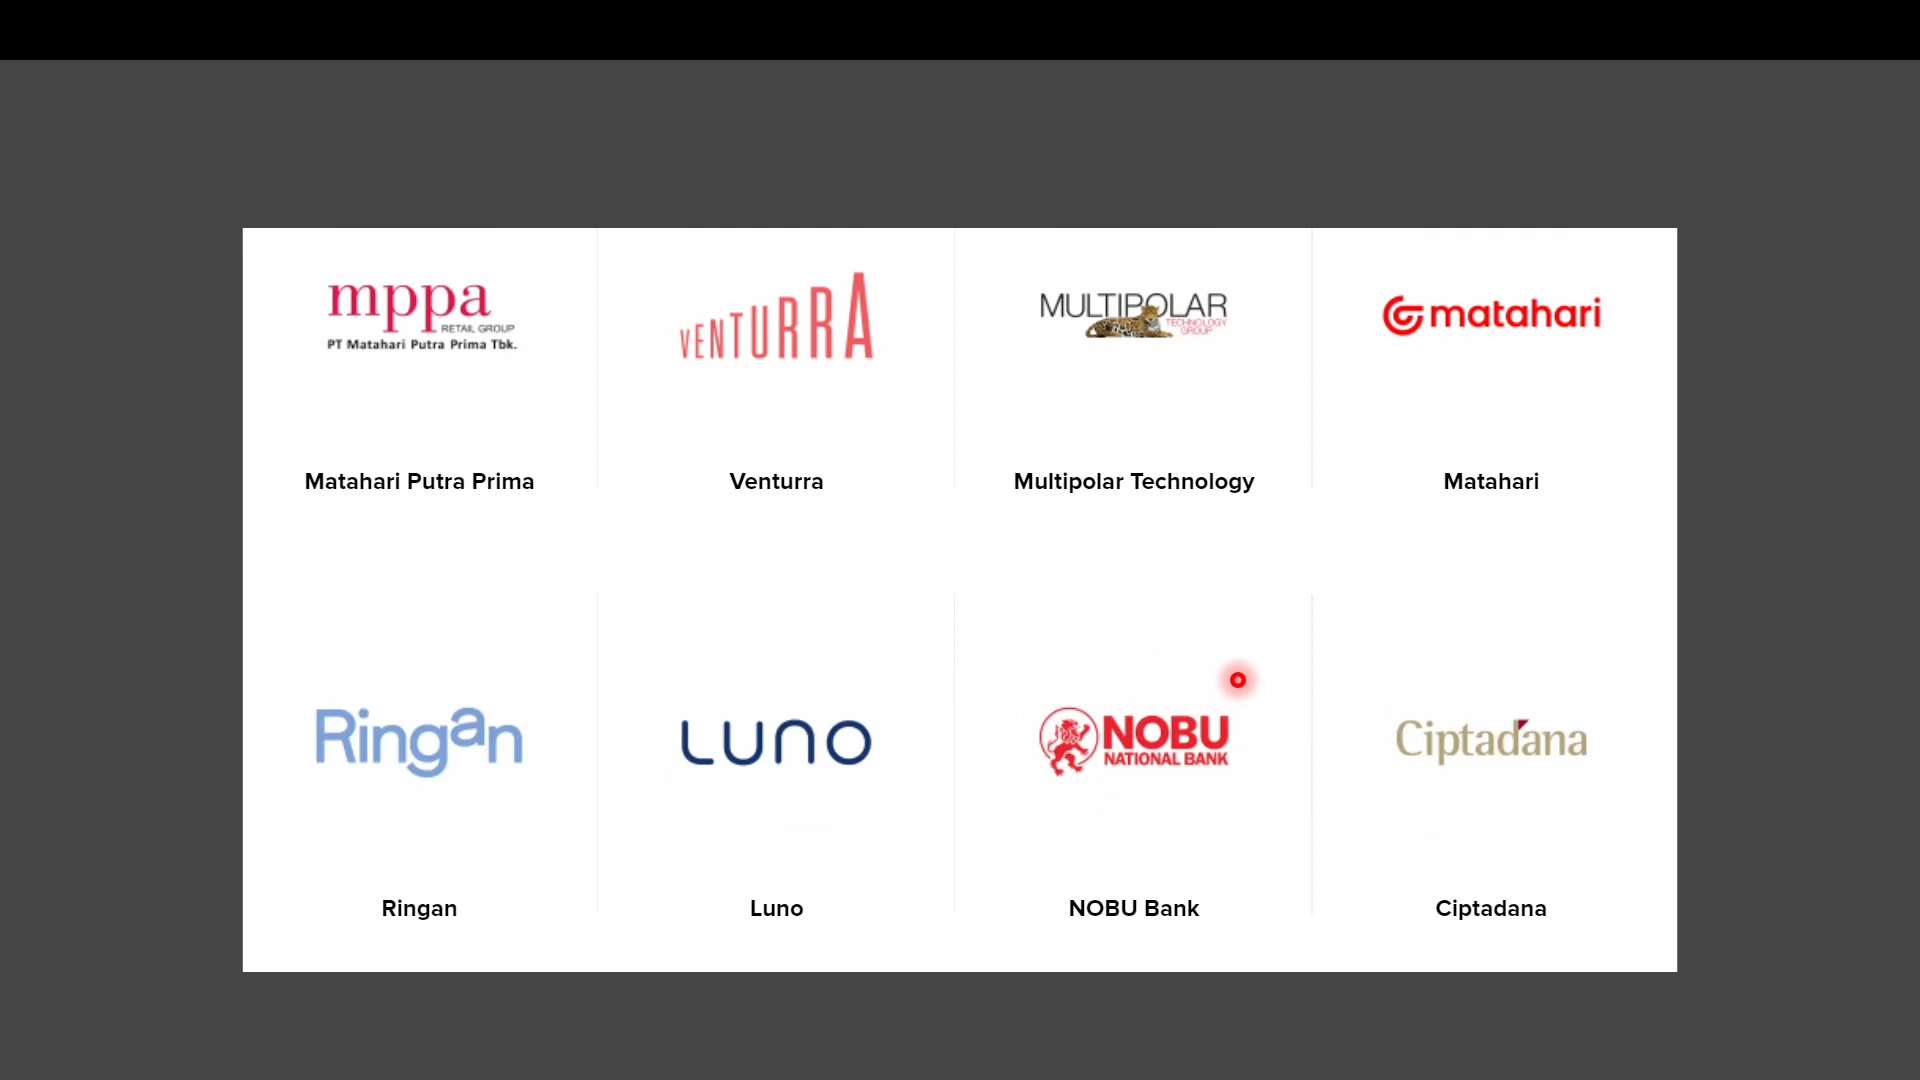 mppa
RETAIL GROUP
PT Matahari Putra Prima Tbk.
Matahari Putra Prima
VENTURRA
Venturra
MULTIPOLAR
TECHNOLOGY
GROUP
Multipolar Technology
matahari
Matahari
Ringan
Ringan
LUNO
Luno
NOBU
NATIONAL BANK
NOBU Bank
Ciptadana
Ciptadana